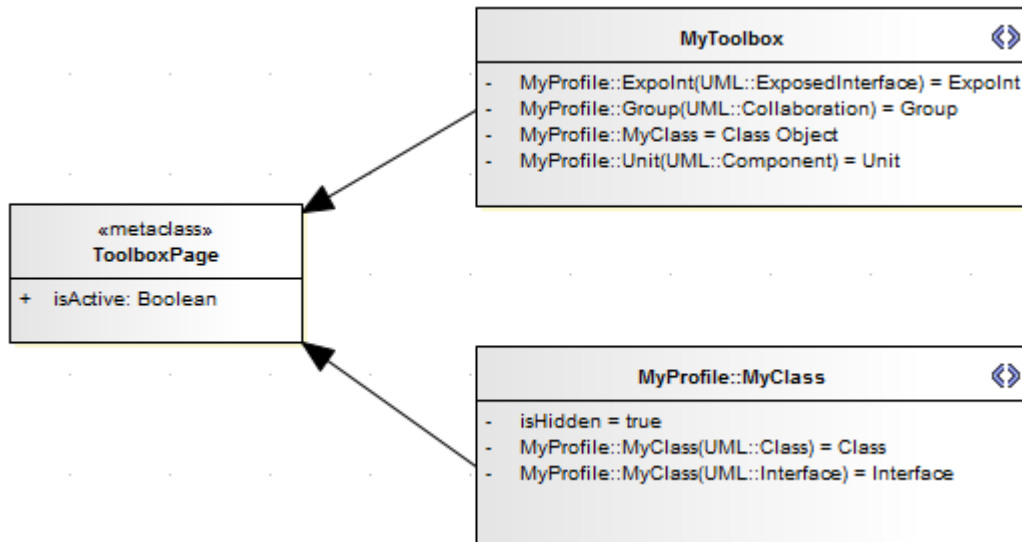 MyToolbox
- MyProfile::ExpoInt(UML::ExposedInterface) = ExpoInt
- MyProfile::Group(UML::Collaboration) = Group
- MyProfile::MyClass = Class Object
- MyProfile::Unit(UML::Component) = Unit
«metaclass»
ToolboxPage
+ isActive: Boolean
MyProfile::MyClass
- isHidden = true
- MyProfile::MyClass(UML::Class) = Class
- MyProfile::MyClass(UML::Interface) = Interface